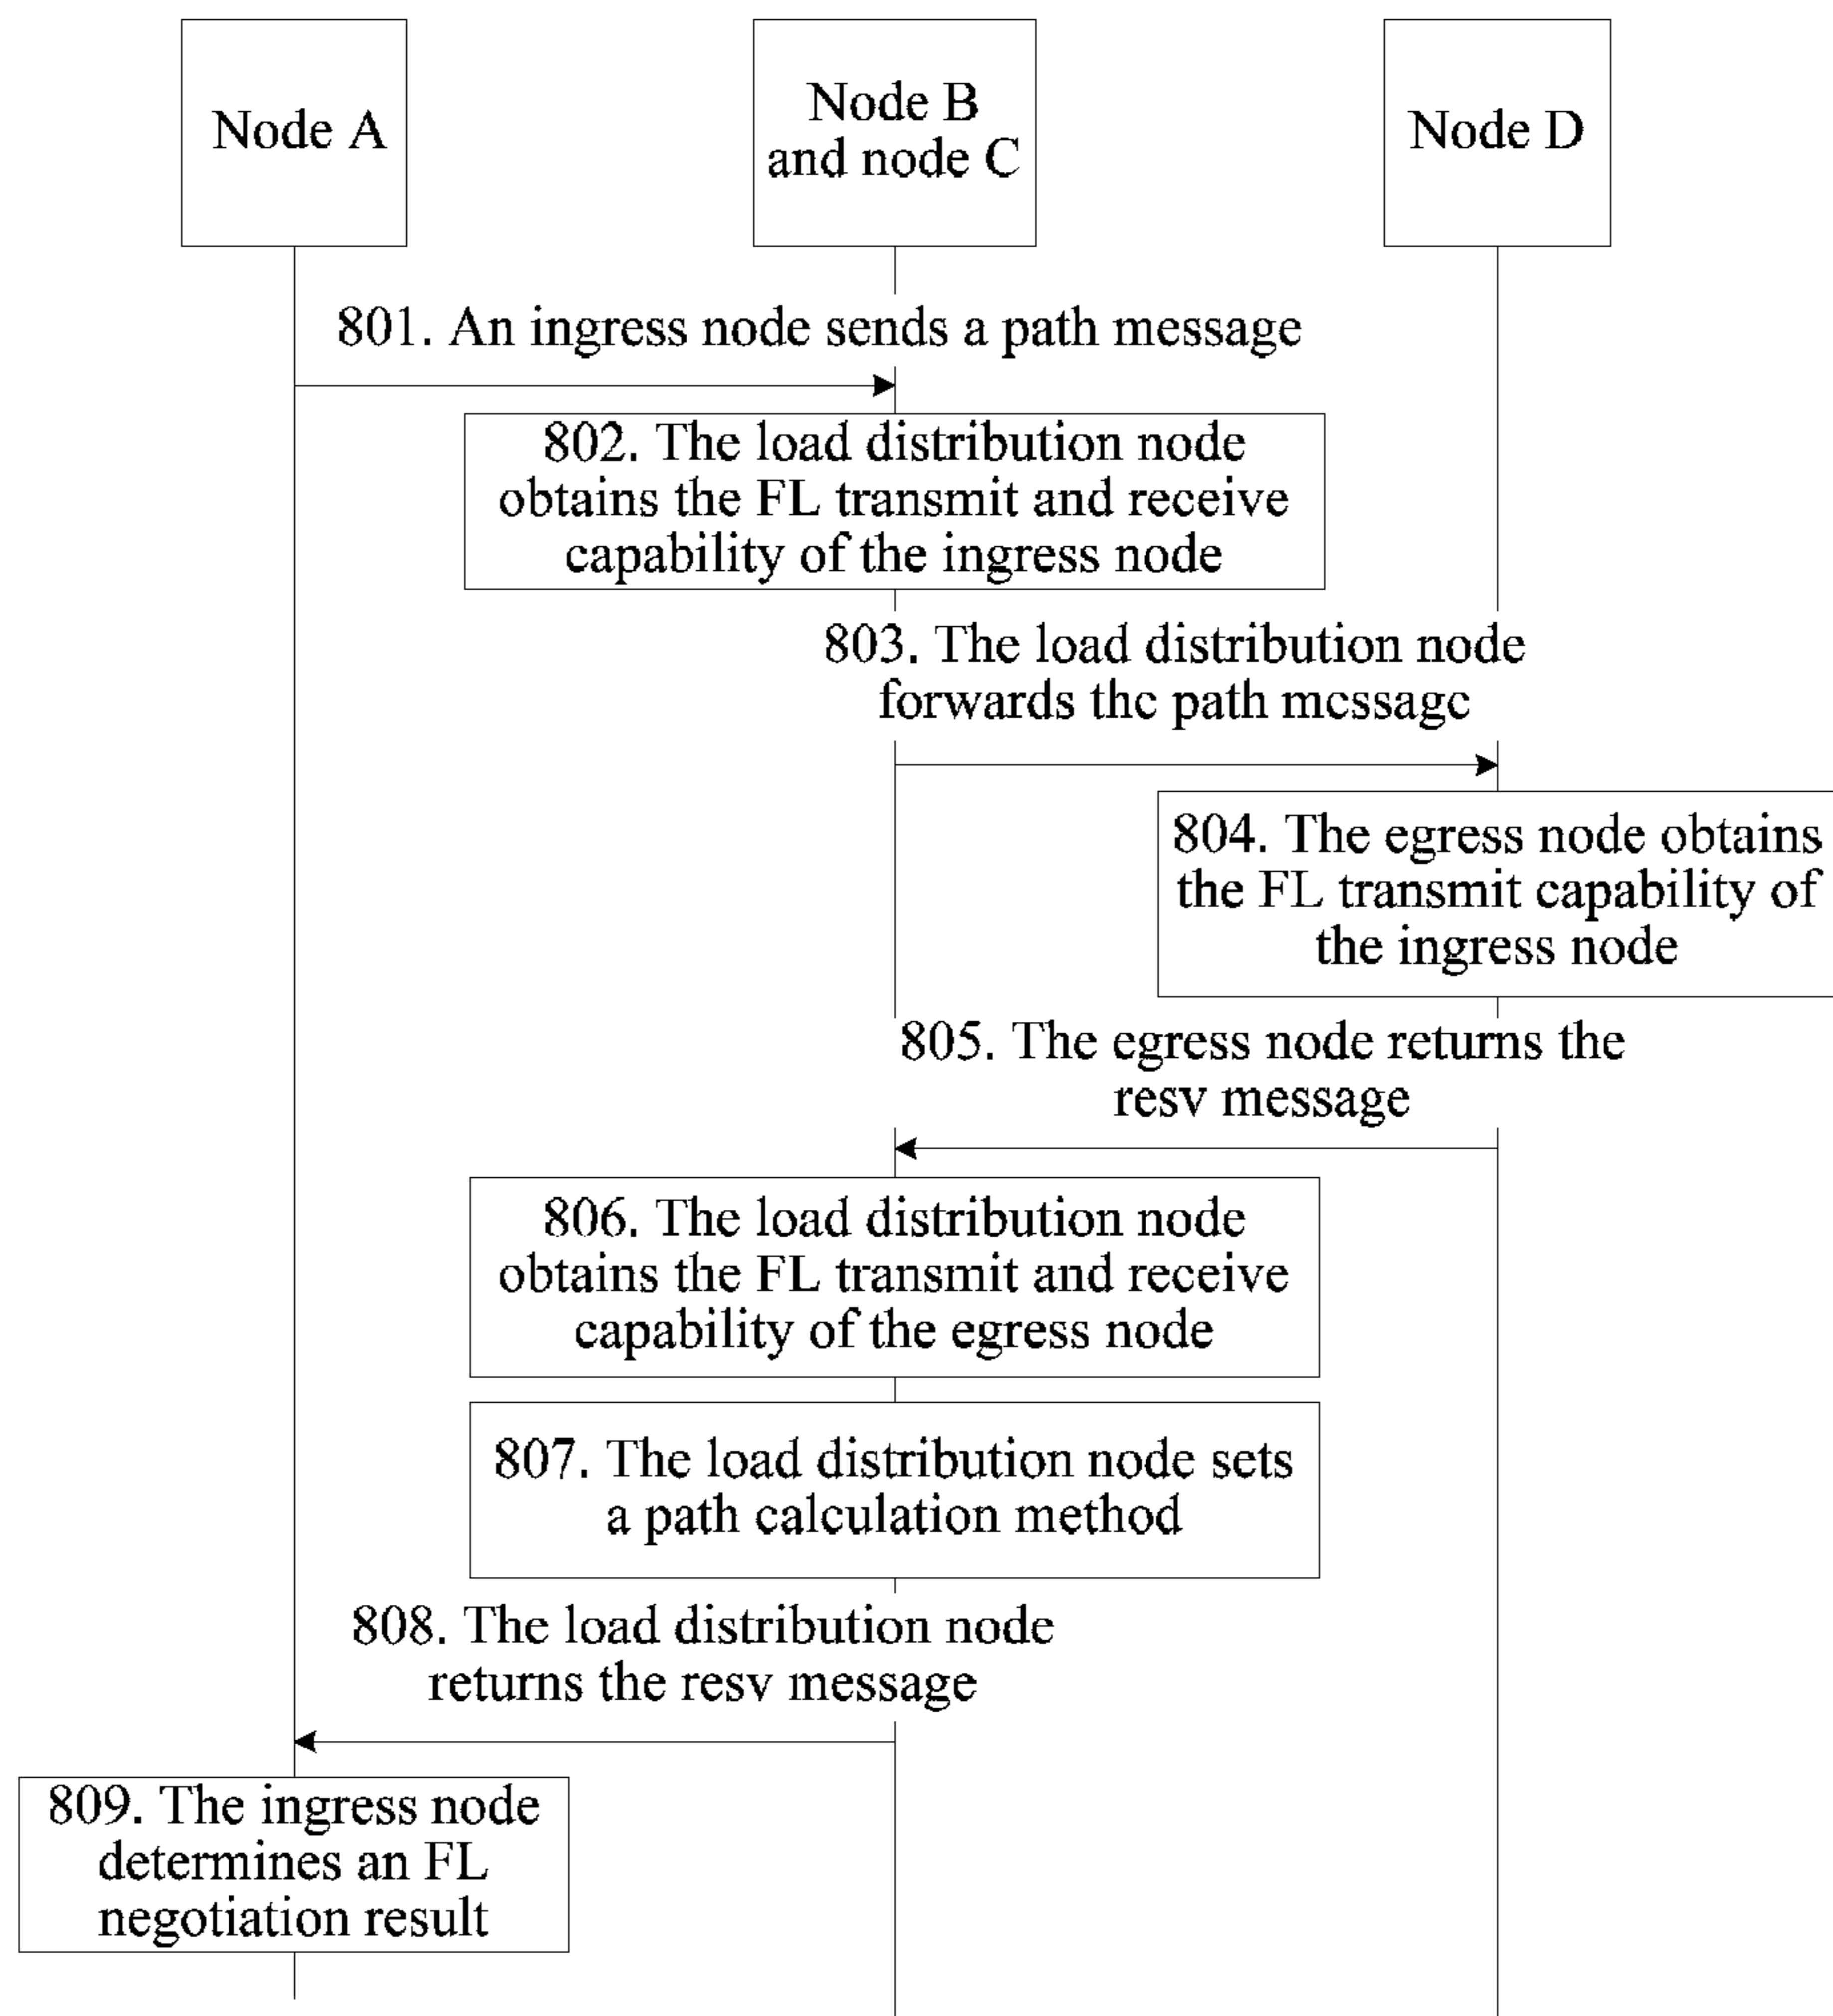 Node A
Node B
and node C
Node D
801. An ingress node sends a path message
802. The load distribution node
obtains the FL transmit and receive
capability of the ingress node
803. The load distribution node
forwards the path message
804. The egress node obtains
the FL transmit capability of
the ingress node
805. The egress node returns the
resv message
806. The load distribution node
obtains the FL transmit and receive
capability of the egress node
807. The load distribution node sets
a path calculation method
808. The load distribution node
returns the resv message
809. The ingress node
determines an FL
negotiation result